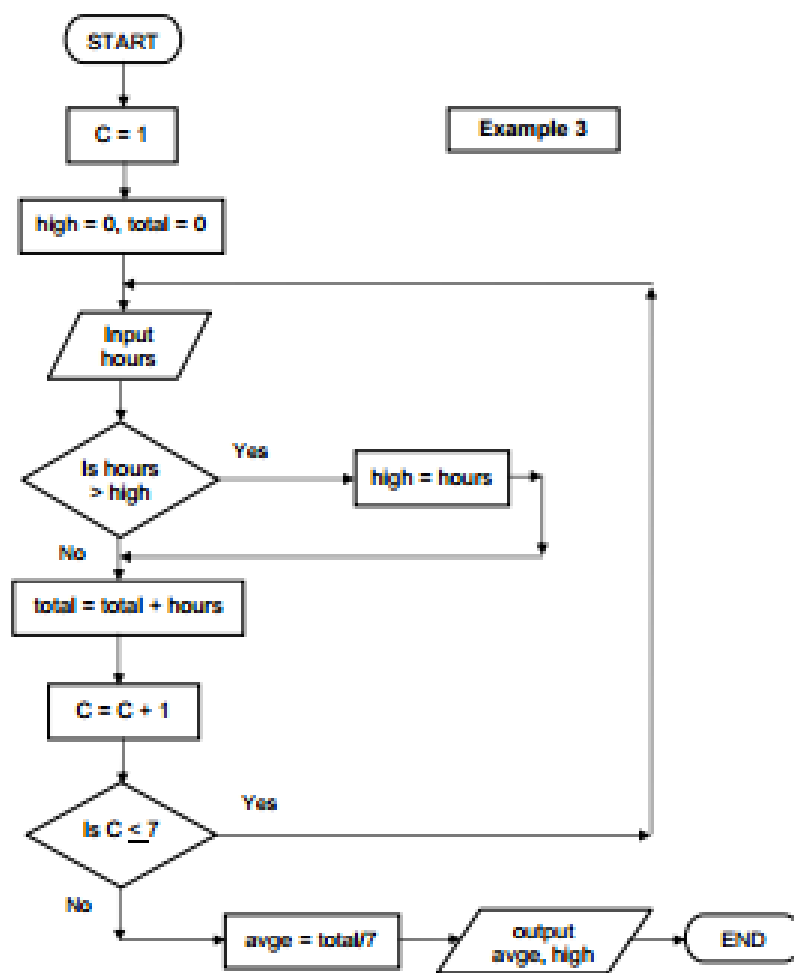 START
C = 1
Example 3
high = 0, total = 0
Input
hours
Is hours
> high
Yes
high = hours
No
total = total + hours
C = C + 1
Is C ≤ 7
Yes
No
avge = total/7
output
avge, high
END